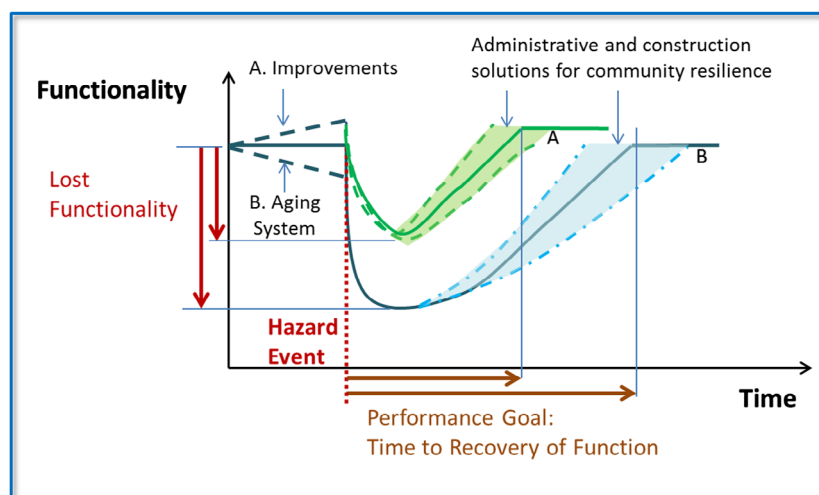 Administrative and construction
solutions for community resilience
A. Improvements
Functionality
A
B
Lost
Functionality
B. Aging
System
Hazard
Event
Time
Performance Goal:
Time to Recovery of Function